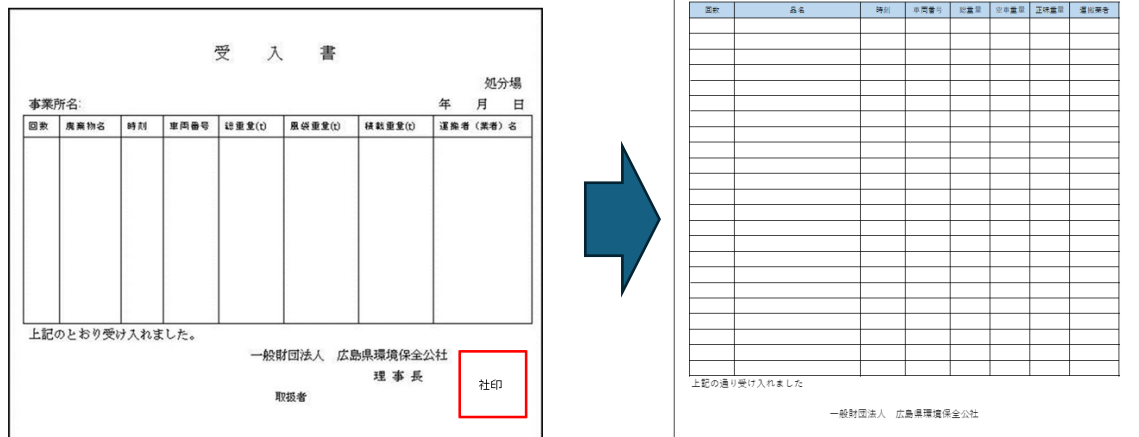 受 入 書
処分場
事業所名:
年 月 日
回数 廃棄物名 時刻 車両番号 総重量(t) 風袋重量(t) 積載重量(t) 運搬者（業者）名
上記のとおり受け入れました。
一般財団法人 広島県環境保全公社
理 事 長
社印
取扱者
回数 品名 時刻 車両番号 総重量 空車重量 正味重量 運搬業者
上記の通り受け入れました
一般財団法人 広島県環境保全公社